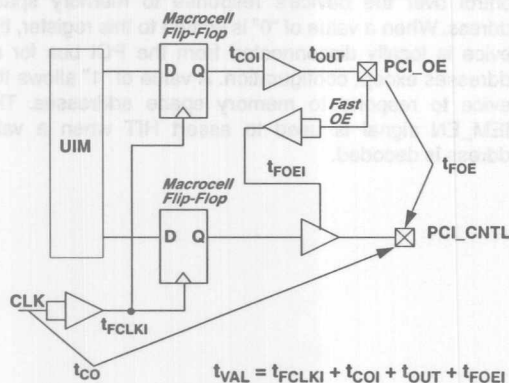 Macrocell
Flip-Flop
D Q
tCOI
tOUT
PCI_OE
Fast
OE
UIM
tFOEI
tFOE
Macrocell
Flip-Flop
D Q
PCI_CNTL
CLK
tFCLKI
tCO
tVAL = tFCLKI + tCOI + tOUT + tFOEI